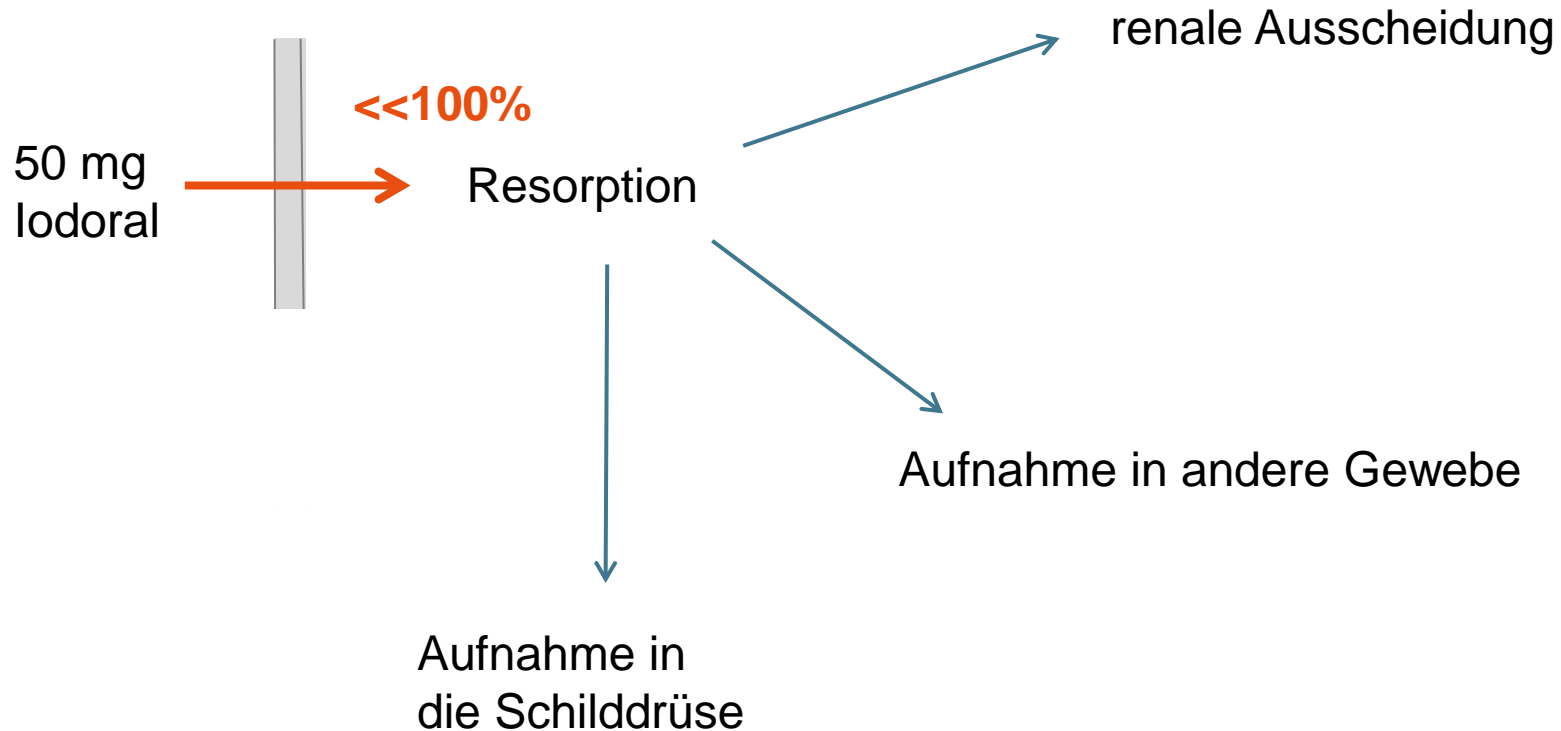 renale Ausscheidung
<<100%
50 mg
Iodoral
Resorption
Aufnahme in andere Gewebe
Aufnahme in
die Schilddrüse